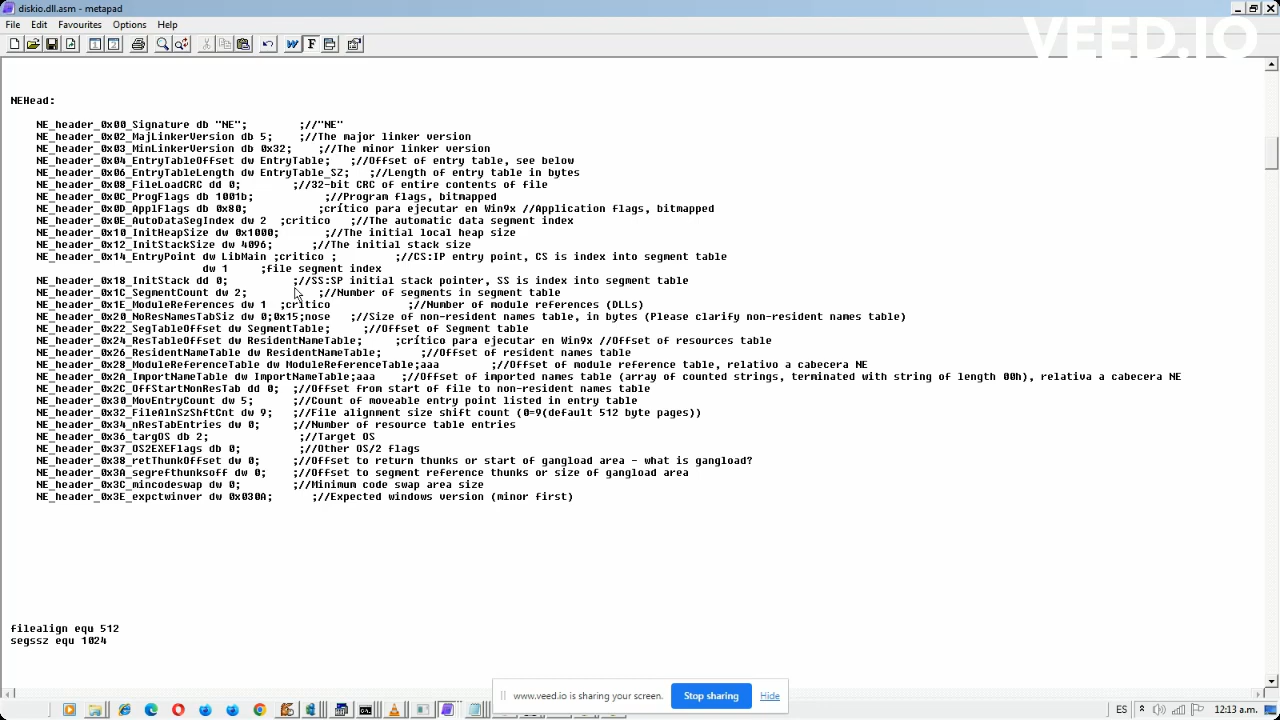 diskio.dll.asm - metapad
File Edit Favourites Options Help
VEED.IO
NEHead:
NE_header_0x00_Signature db "NE"; ;//"NE"
NE_header_0x02_MajLinkerVersion db 5; ;//The major linker version
NE_header_0x03_MinLinkerVersion db 0x32; ;//The minor linker version
NE_header_0x04_EntryTableOffset dw EntryTable; ;//Offset of entry table, see below
NE_header_0x06_EntryTableLength dw EntryTable_SZ; ;//Length of entry table in bytes
NE_header_0x08_FileLoadCRC dd 0; ;//32-bit CRC of entire contents of file
NE_header_0x0C_ProgFlags db 1001b; ;//Program flags, bitmapped
NE_header_0x0D_ApplFlags db 0x80; ;crítico para ejecutar en Win9x //Application flags, bitmapped
NE_header_0x0E_AutoDataSegIndex dw 2 ;crítico ;//The automatic data segment index
NE_header_0x10_InitHeapSize dw 0x1000; ;//The initial local heap size
NE_header_0x12_InitStackSize dw 4096; ;//The initial stack size
NE_header_0x14_EntryPoint dw LibMain ;crítico ; ;//CS:IP entry point, CS is index into segment table
dw 1 ;file segment index
NE_header_0x18_InitStack dd 0; ;//SS:SP initial stack pointer, SS is index into segment table
NE_header_0x1C_SegmentCount dw 2; ;//Number of segments in segment table
NE_header_0x1E_ModuleReferences dw 1 ;crítico ;//Number of module references (DLLs)
NE_header_0x20_NoResNamesTabSiz dw 0;0x15;nose ;//Size of non-resident names table, in bytes (Please clarify non-resident names table)
NE_header_0x22_SegTableOffset dw SegmentTable; ;//Offset of Segment table
NE_header_0x24_ResTableOffset dw ResidentNameTable; ;crítico para ejecutar en Win9x //Offset of resources table
NE_header_0x26_ResidentNameTable dw ResidentNameTable; ;//Offset of resident names table
NE_header_0x28_ModuleReferenceTable dw ModuleReferenceTable;aaa ;//Offset of module reference table, relativo a cabecera NE
NE_header_0x2A_ImportNameTable dw ImportNameTable;aaa ;//Offset of imported names table (array of counted strings, terminated with string of length 00h), relativa a cabecera NE
NE_header_0x2C_OffStartNonResTab dd 0; ;//Offset from start of file to non-resident names table
NE_header_0x30_MovEntryCount dw 5; ;//Count of moveable entry point listed in entry table
NE_header_0x32_FileAlnSzShftCnt dw 9; ;//File alignment size shift count (0=9(default 512 byte pages))
NE_header_0x34_nResTabEntries dw 0; ;//Number of resource table entries
NE_header_0x36_targOS db 2; ;//Target OS
NE_header_0x37_OS2EXEFlags db 0; ;//Other OS/2 flags
NE_header_0x38_retThunkOffset dw 0; ;//Offset to return thunks or start of gangload area - what is gangload?
NE_header_0x3A_segrefthunksoff dw 0; ;//Offset to segment reference thunks or size of gangload area
NE_header_0x3C_mincodeswap dw 0; ;//Minimum code swap area size
NE_header_0x3E_expctwinver dw 0x030A; ;//Expected windows version (minor first)
filealign equ 512
segssz equ 1024
www.veed.io is sharing your screen. Stop sharing Hide
ES 12:13 a.m.